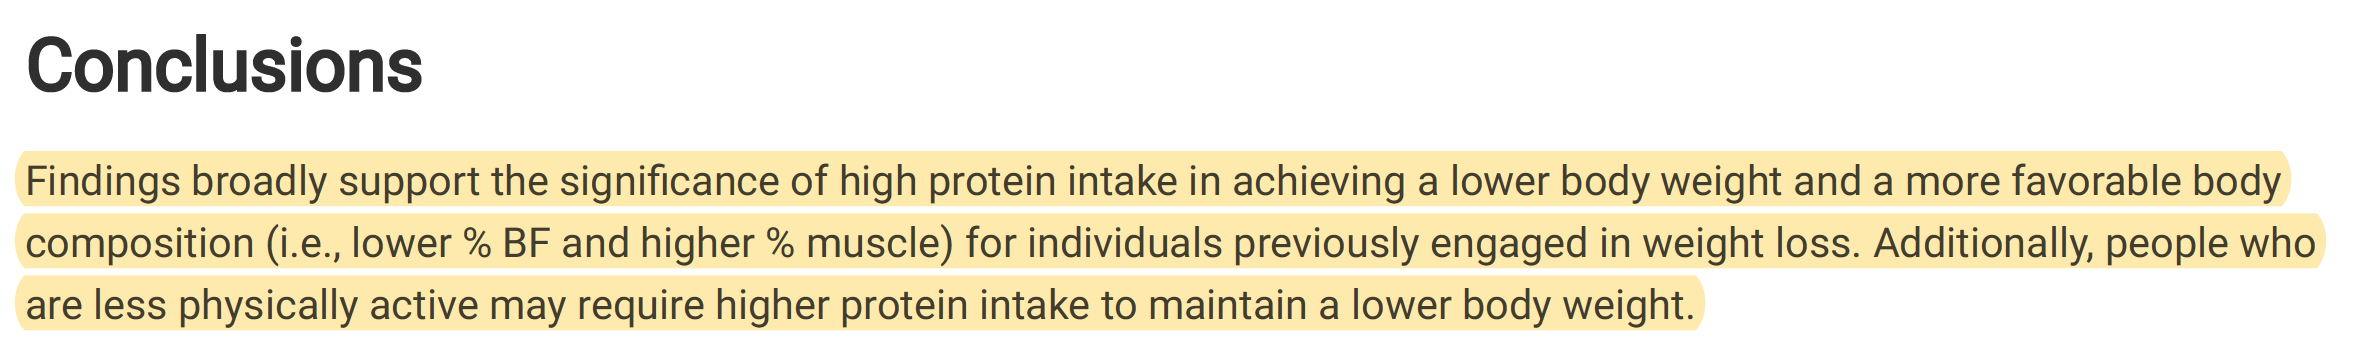 Conclusions
Findings broadly support the significance of high protein intake in achieving a lower body weight and a more favorable body
composition (i.e., lower % BF and higher % muscle) for individuals previously engaged in weight loss. Additionally, people who
are less physically active may require higher protein intake to maintain a lower body weight.